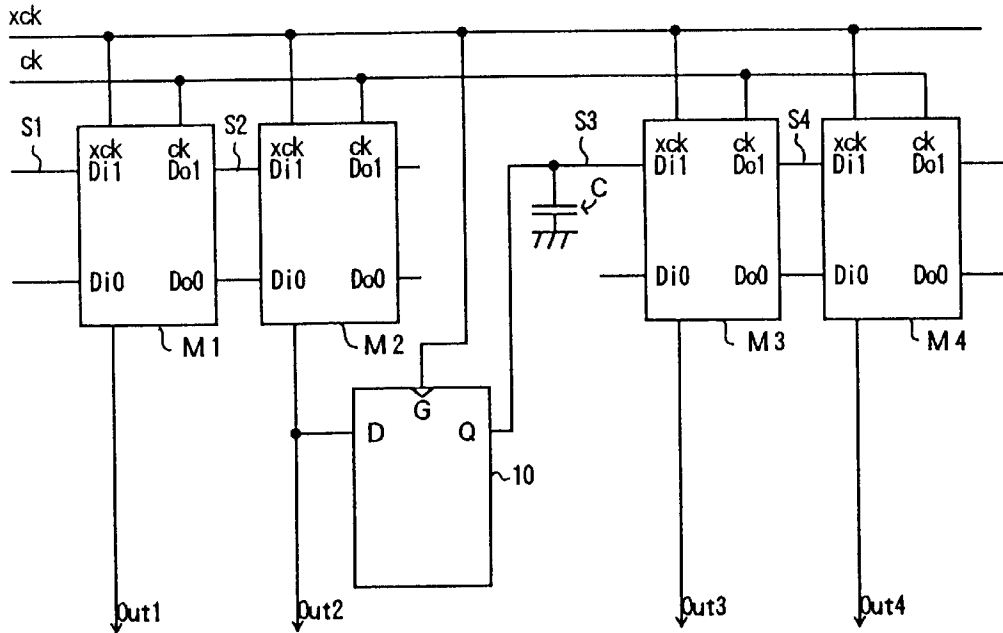 xck
ck
S1
S2
S3
S4
xck ck
Di1 Do1
Di0 Do0
M1
xck ck
Di1 Do1
Di0 Do0
M2
C
xck ck
Di1 Do1
Di0 Do0
M3
xck ck
Di1 Do1
Di0 Do0
M4
G
D Q
10
Out1
Out2
Out3
Out4